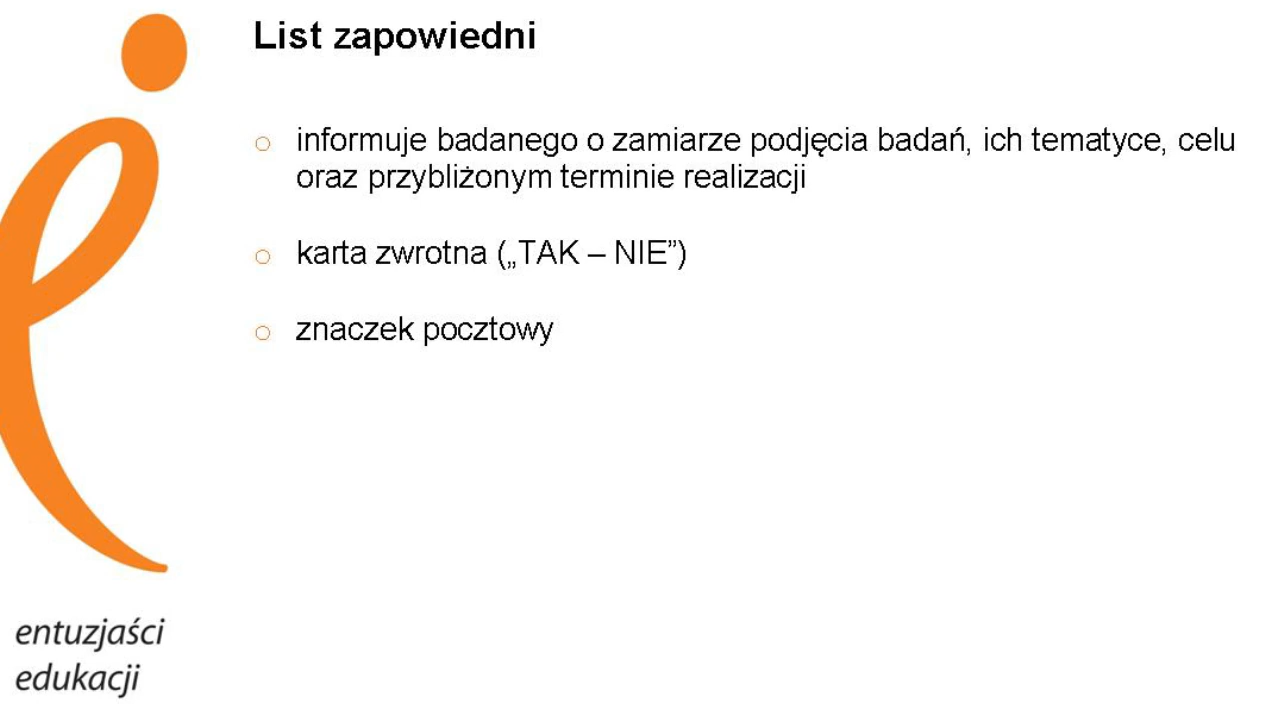 List zapowiedni
o informuje badanego o zamiarze podjęcia badań, ich tematyce, celu
oraz przybliżonym terminie realizacji
o karta zwrotna („TAK – NIE”)
o znaczek pocztowy
entuzjaści
edukacji